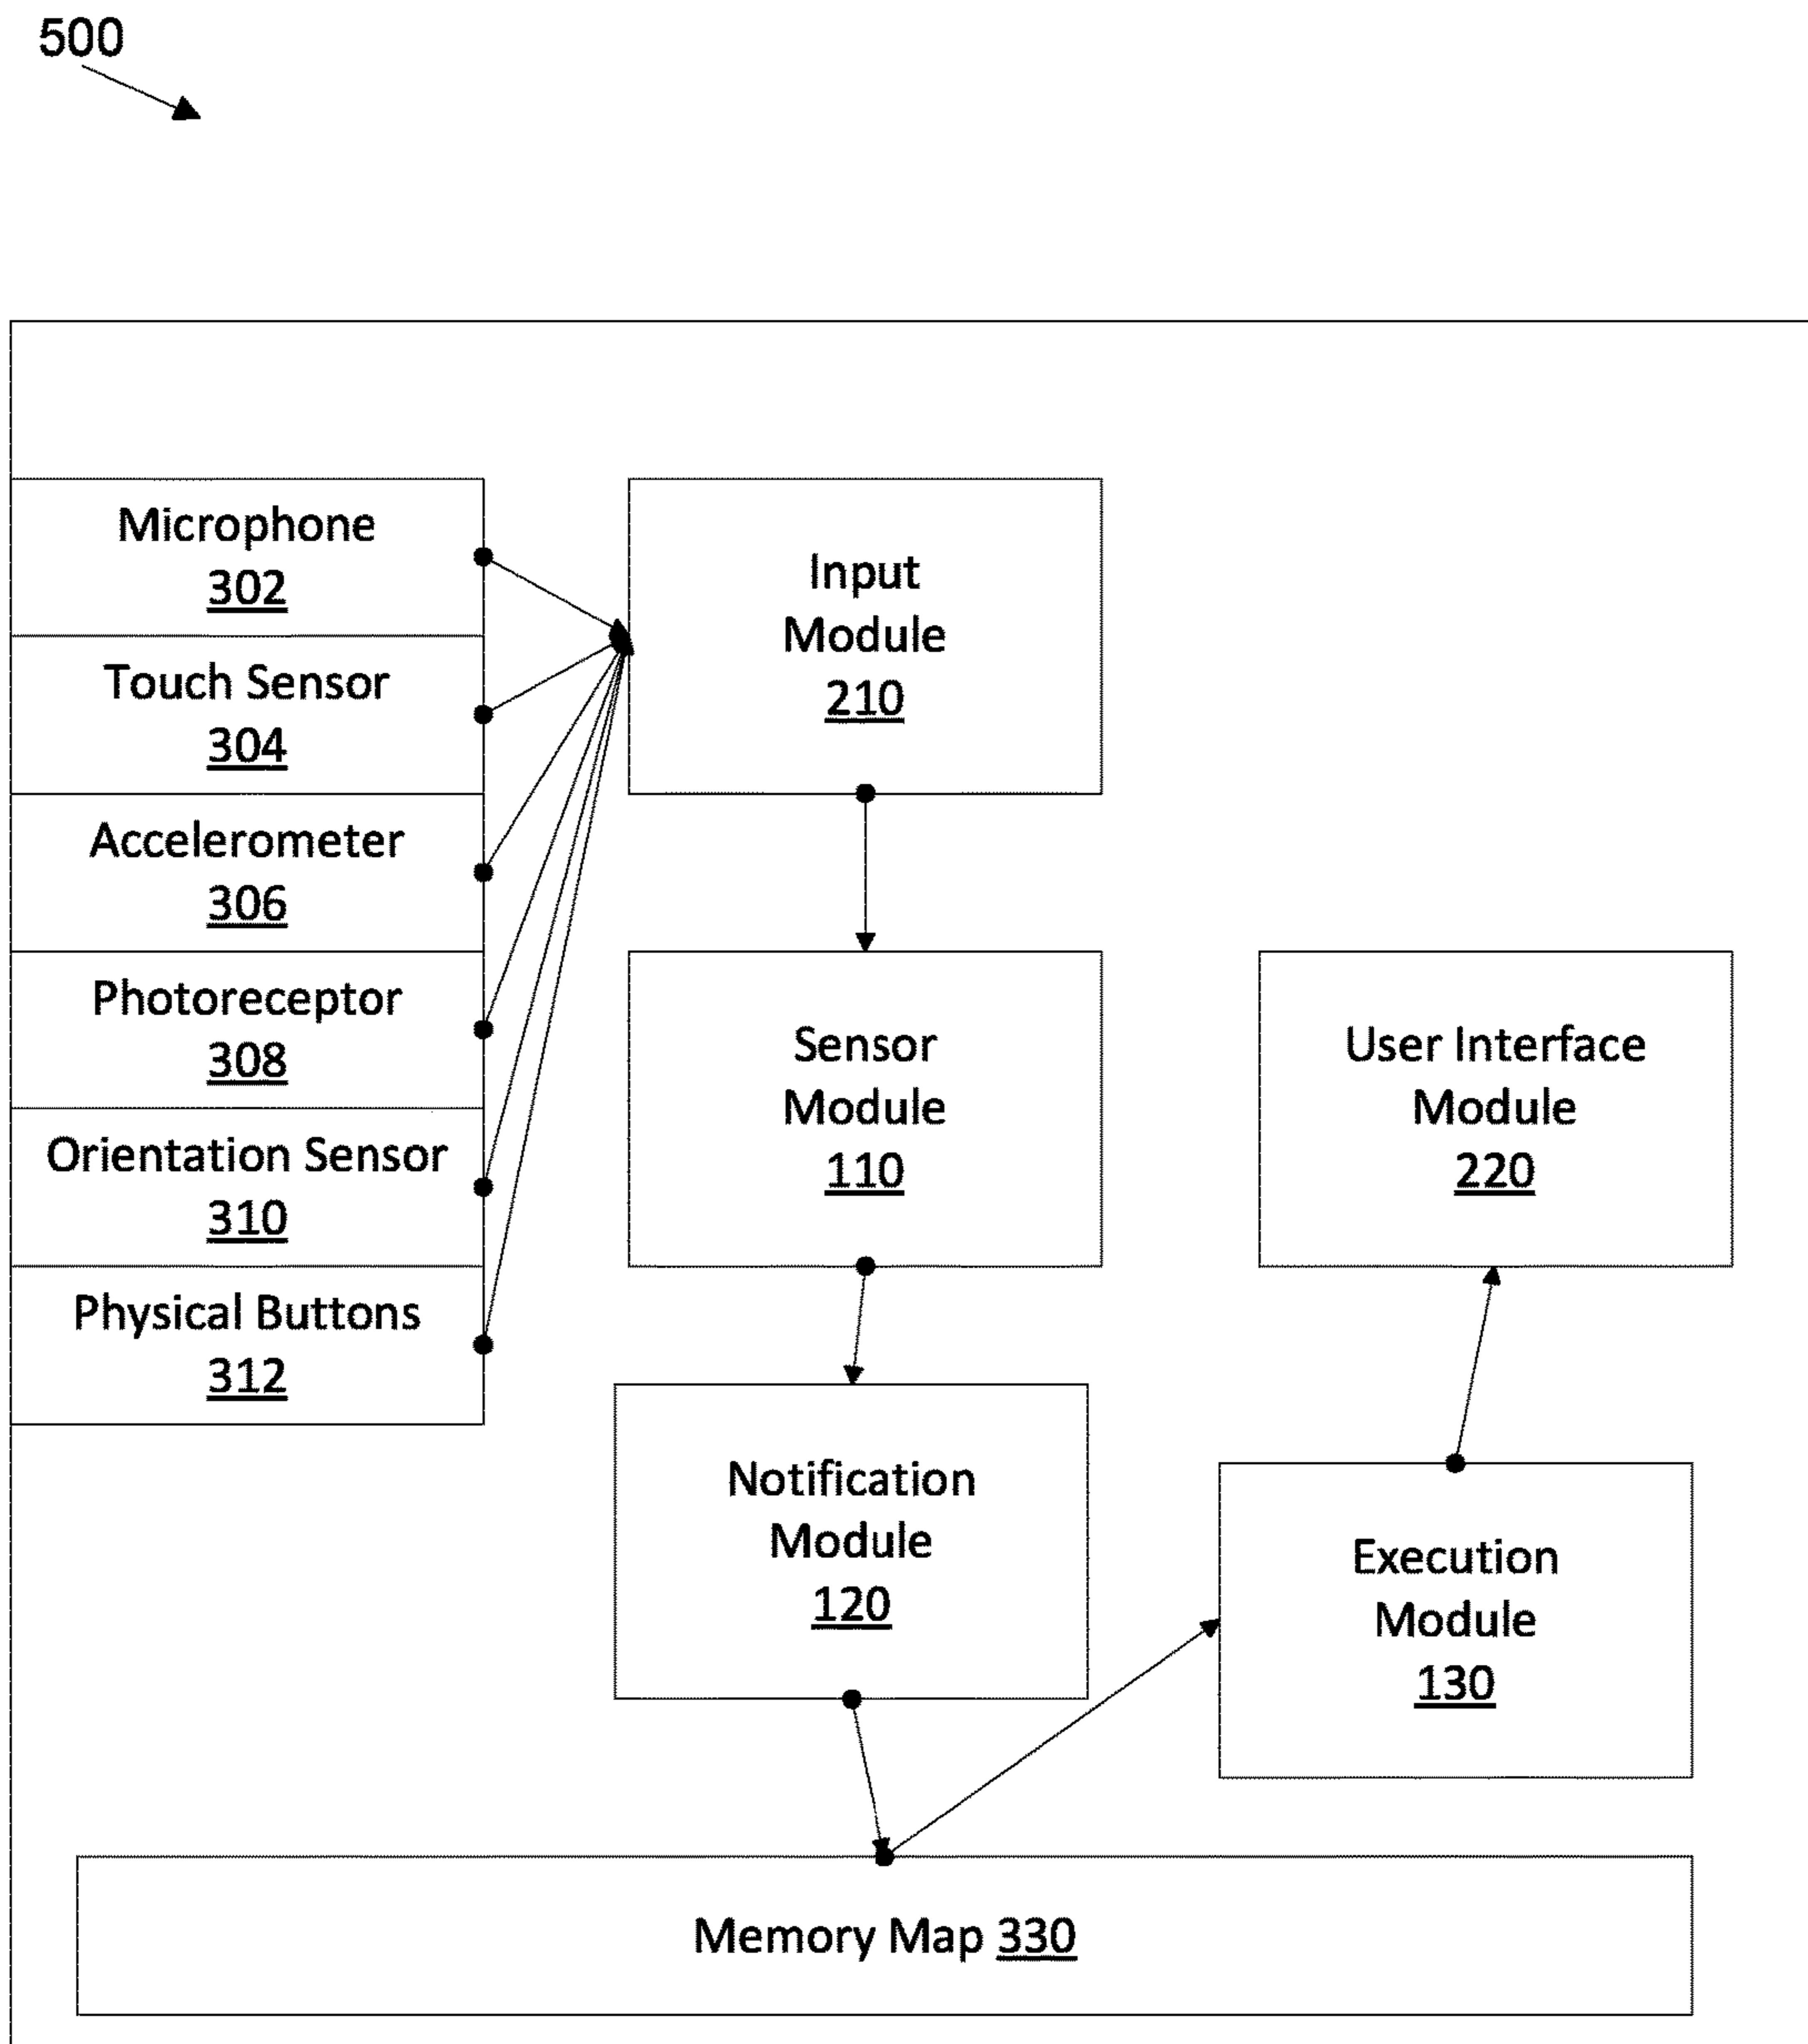 500
Microphone
302
Touch Sensor
304
Accelerometer
306
Photoreceptor
308
Orientation Sensor
310
Physical Buttons
312
Input
Module
210
Sensor
Module
110
User Interface
Module
220
Notification
Module
120
Execution
Module
130
Memory Map 330